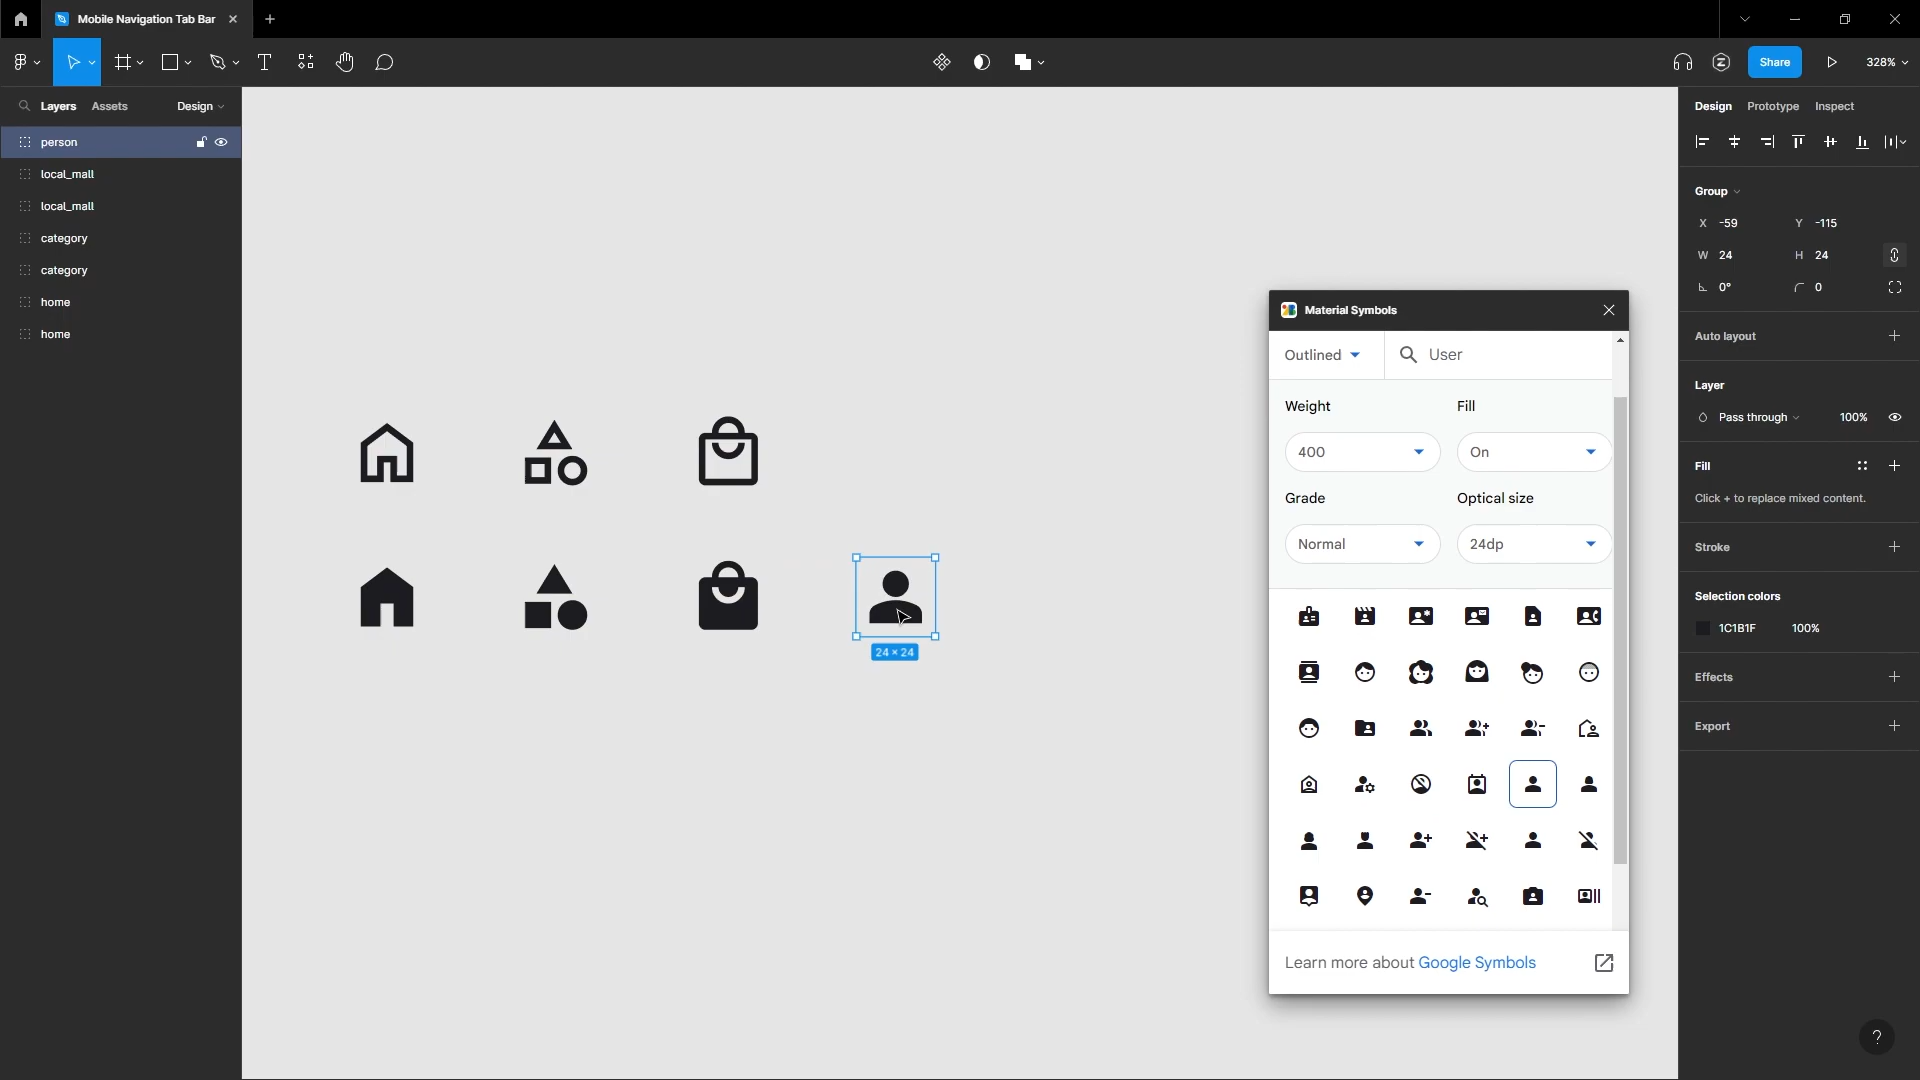 Mobile Navigation Tab Bar
Share
328%
Layers
Assets
Design
person
local_mall
local_mall
category
category
home
home
24 × 24
Material Symbols
Outlined
User
Weight
Fill
400
On
Grade
Optical size
Normal
24dp
Learn more about Google Symbols
Design
Prototype
Inspect
Group
X -59
Y -115
W 24
H 24
0°
0
Auto layout
Layer
Pass through
100%
Fill
Click + to replace mixed content.
Stroke
Selection colors
1C1B1F
100%
Effects
Export
?